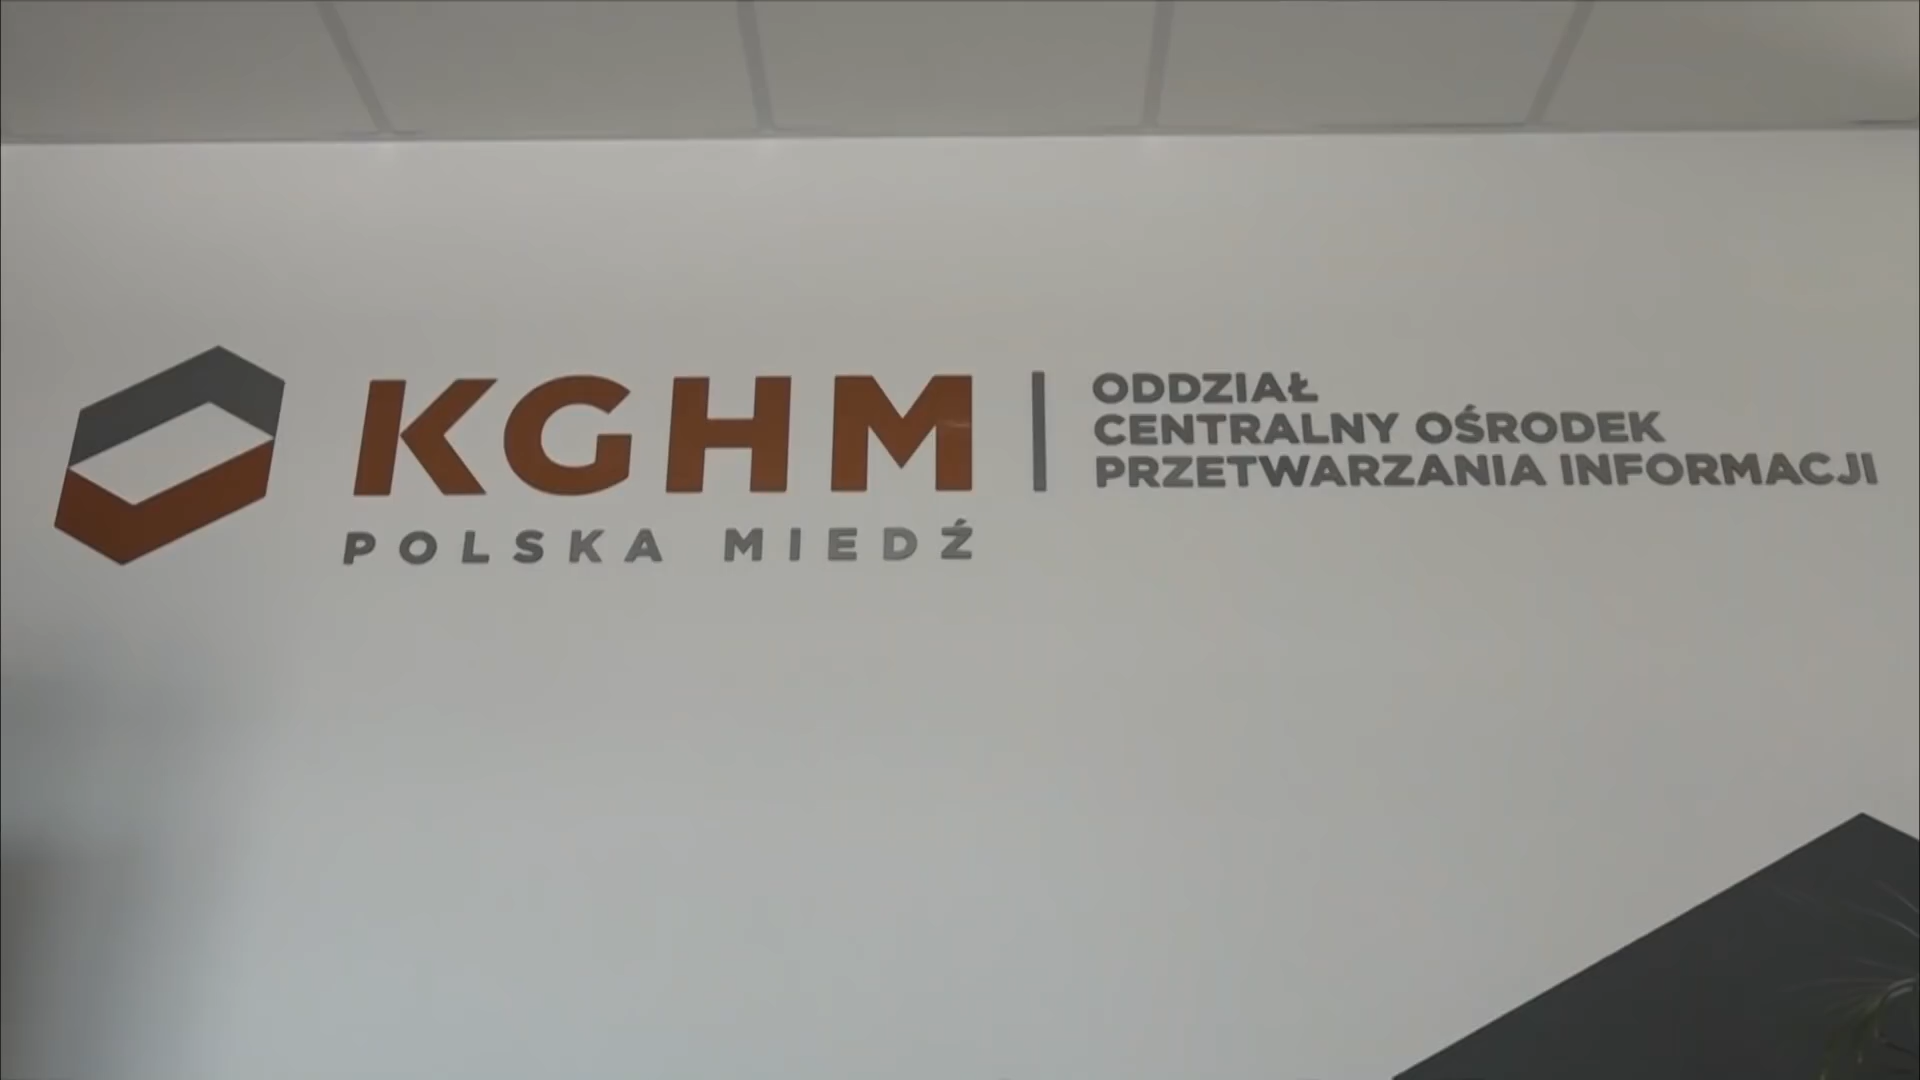 KGHM
POLSKA MIEDŹ
ODDZIAŁ
CENTRALNY OŚRODEK
PRZETWARZANIA INFORMACJI